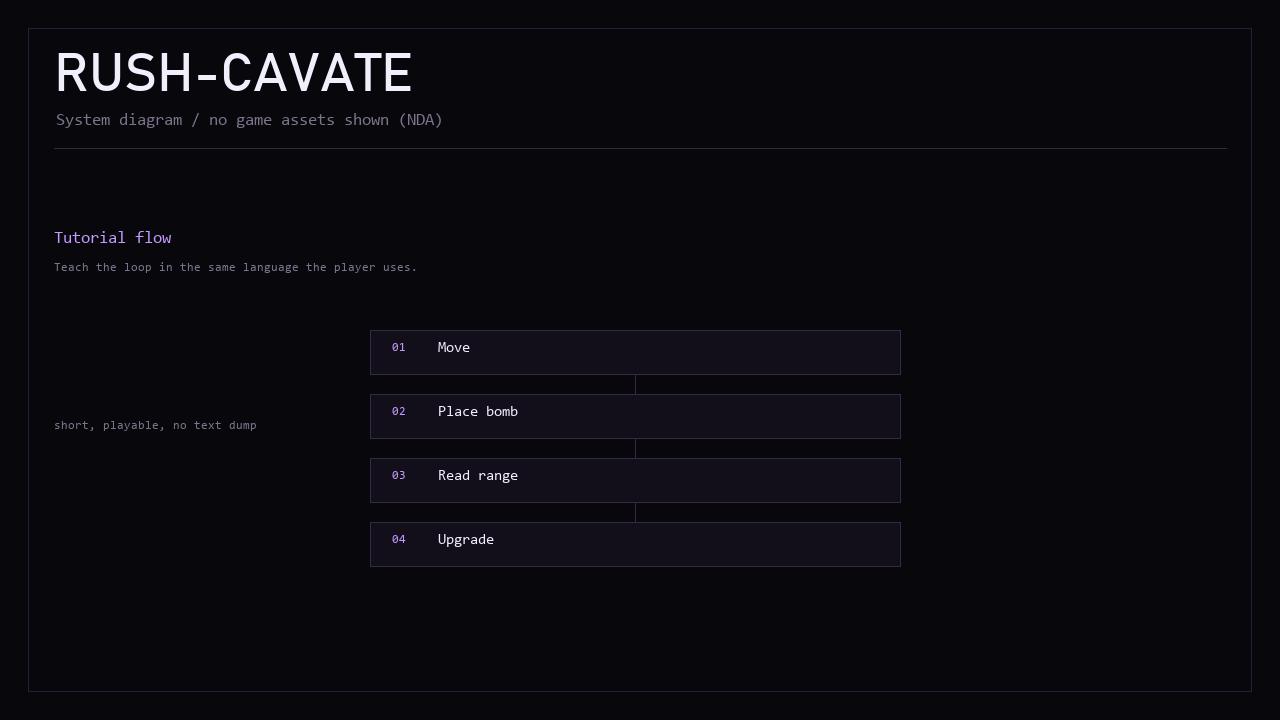 RUSH-CAVATE
System diagram / no game assets shown (NDA)
Tutorial flow
Teach the loop in the same language the player uses.
01 Move
02 Place bomb
short, playable, no text dump
03 Read range
04 Upgrade